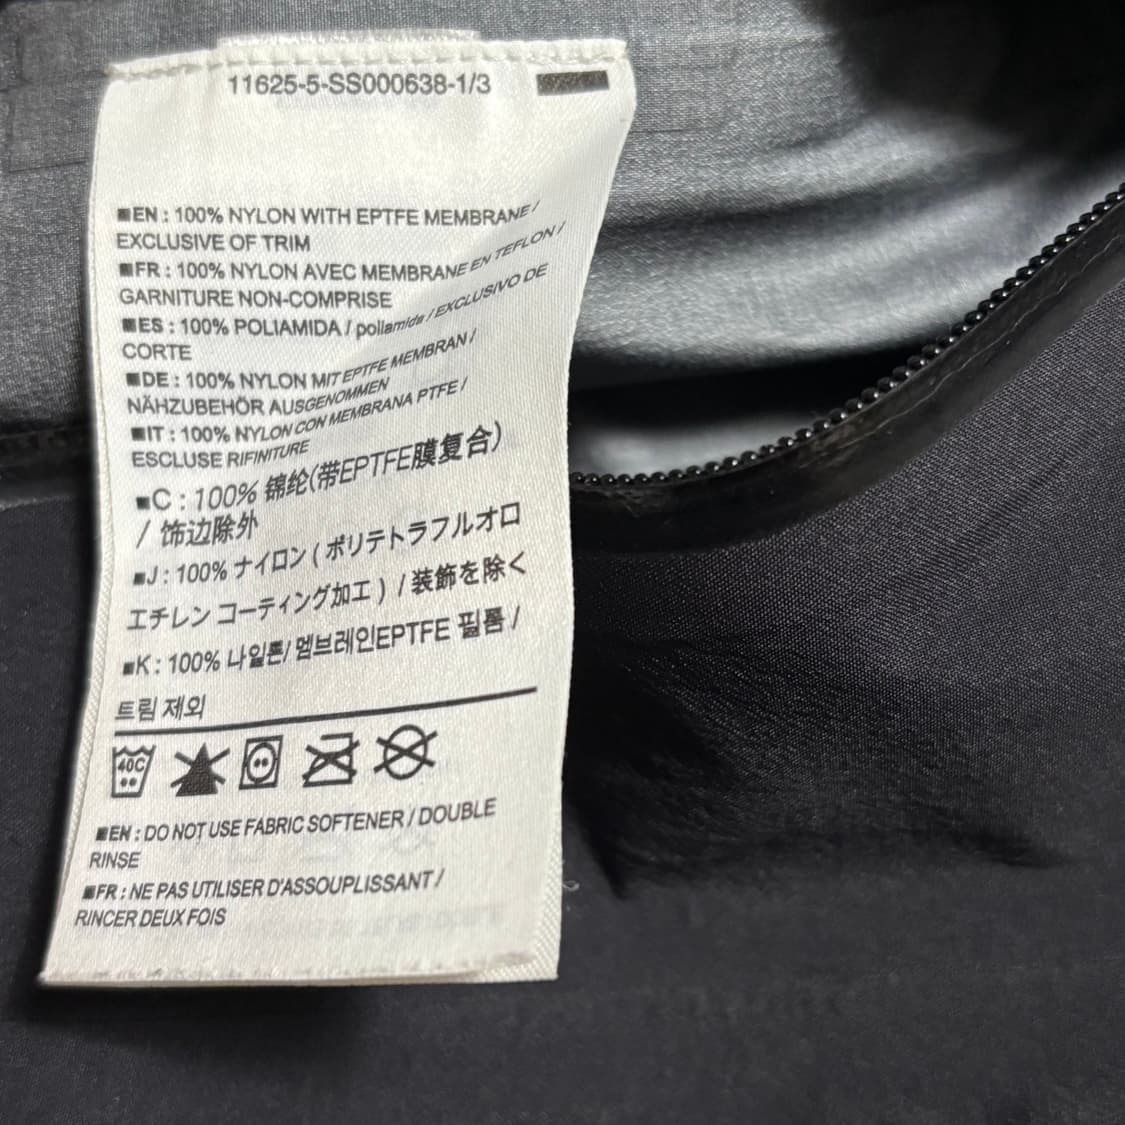 11625-5-SS000638-1/3
■EN : 100% NYLON WITH EPTFE MEMBRANE /
EXCLUSIVE OF TRIM
■FR : 100% NYLON AVEC MEMBRANE EN TEFLON /
GARNITURE NON-COMPRISE
■ES : 100% POLIAMIDA / poliamida / EXCLUSIVO DE
CORTE
■DE : 100% NYLON MIT EPTFE MEMBRAN /
NÄHZUBEHÖR AUSGENOMMEN
■IT : 100% NYLON CON MEMBRANA PTFE /
ESCLUSE RIFINITURE
■C : 100% 锦纶(带EPTFE膜复合)
/ 饰边除外
■J : 100% ナイロン ( ポリテトラフルオロ
エチレン コーティング加工 ) / 装飾を除く
■K : 100% 나일론/ 멤브레인EPTFE 필름 /
트림 제외
40C
■EN : DO NOT USE FABRIC SOFTENER / DOUBLE
RINSE
■FR : NE PAS UTILISER D'ASSOUPLISSANT /
RINCER DEUX FOIS